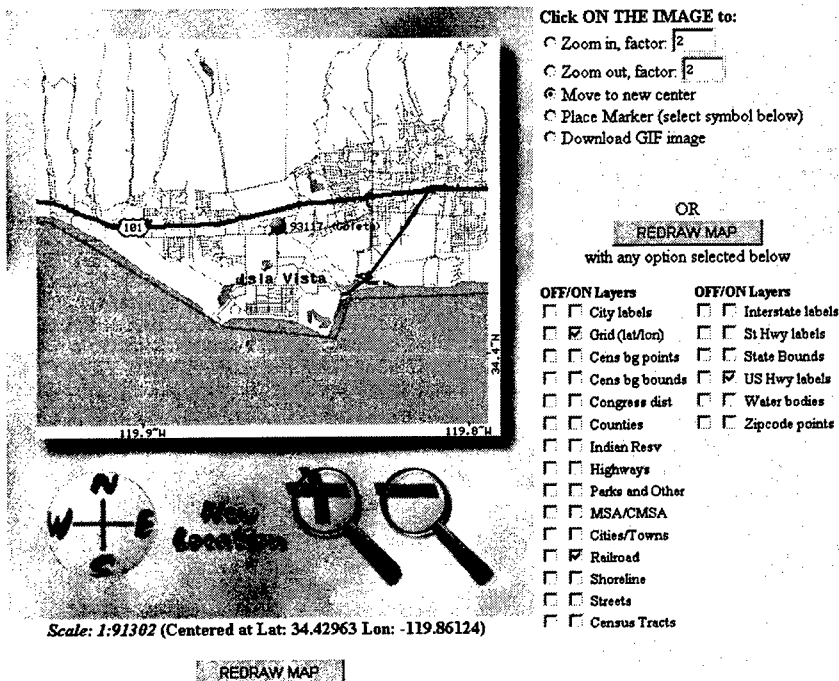 Click ON THE IMAGE to:
Zoom in, factor: 2
Zoom out, factor: 2
Move to new center
Place Marker (select symbol below)
Download GIF image
OR
REDRAW MAP
with any option selected below
OFF/ON Layers
City labels
Grid (lat/lon)
Cens bg points
Cens bg bounds
Congress dist
Counties
Indian Resv
Highways
Parks and Other
MSA/CMSA
Cities/Towns
Railroad
Shoreline
Streets
Census Tracts
OFF/ON Layers
Interstate labels
St Hwy labels
State Bounds
US Hwy labels
Water bodies
Zipcode points
101
93117 (Goleta)
Isla Vista
34.4~N
119.9~W
119.8~W
N
W E
S
New
Location
Scale: 1:91302 (Centered at Lat: 34.42963 Lon: -119.86124)
REDRAW MAP